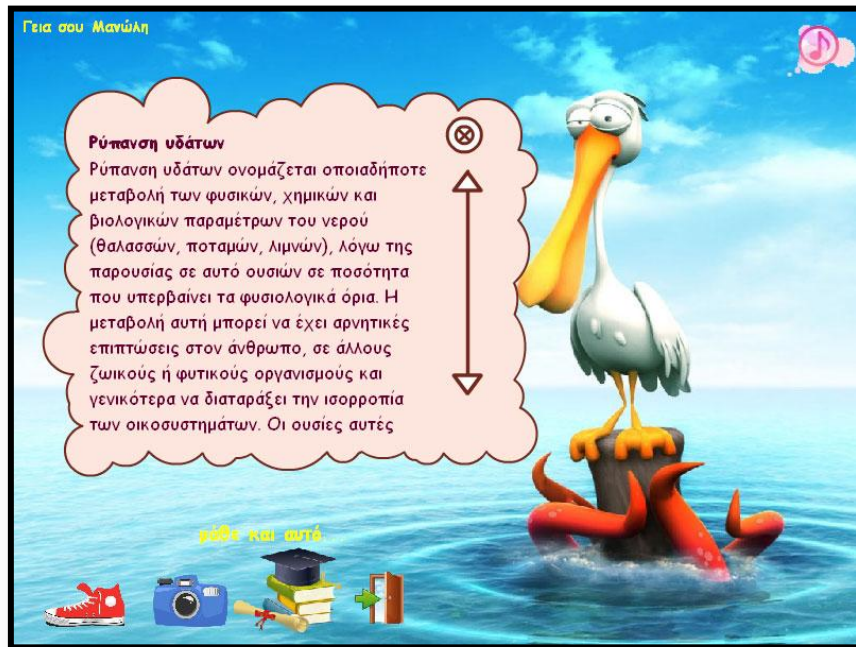 Γεια σου Μανώλη
Ρύπανση υδάτων
Ρύπανση υδάτων ονομάζεται οποιαδήποτε
μεταβολή των φυσικών, χημικών και
βιολογικών παραμέτρων του νερού
(θαλασσών, ποταμών, λιμνών), λόγω της
παρουσίας σε αυτό ουσιών σε ποσότητα
που υπερβαίνει τα φυσιολογικά όρια. Η
μεταβολή αυτή μπορεί να έχει αρνητικές
επιπτώσεις στον άνθρωπο, σε άλλους
ζωικούς ή φυτικούς οργανισμούς και
γενικότερα να διαταράξει την ισορροπία
των οικοσυστημάτων. Οι ουσίες αυτές
μάθε και αυτό...